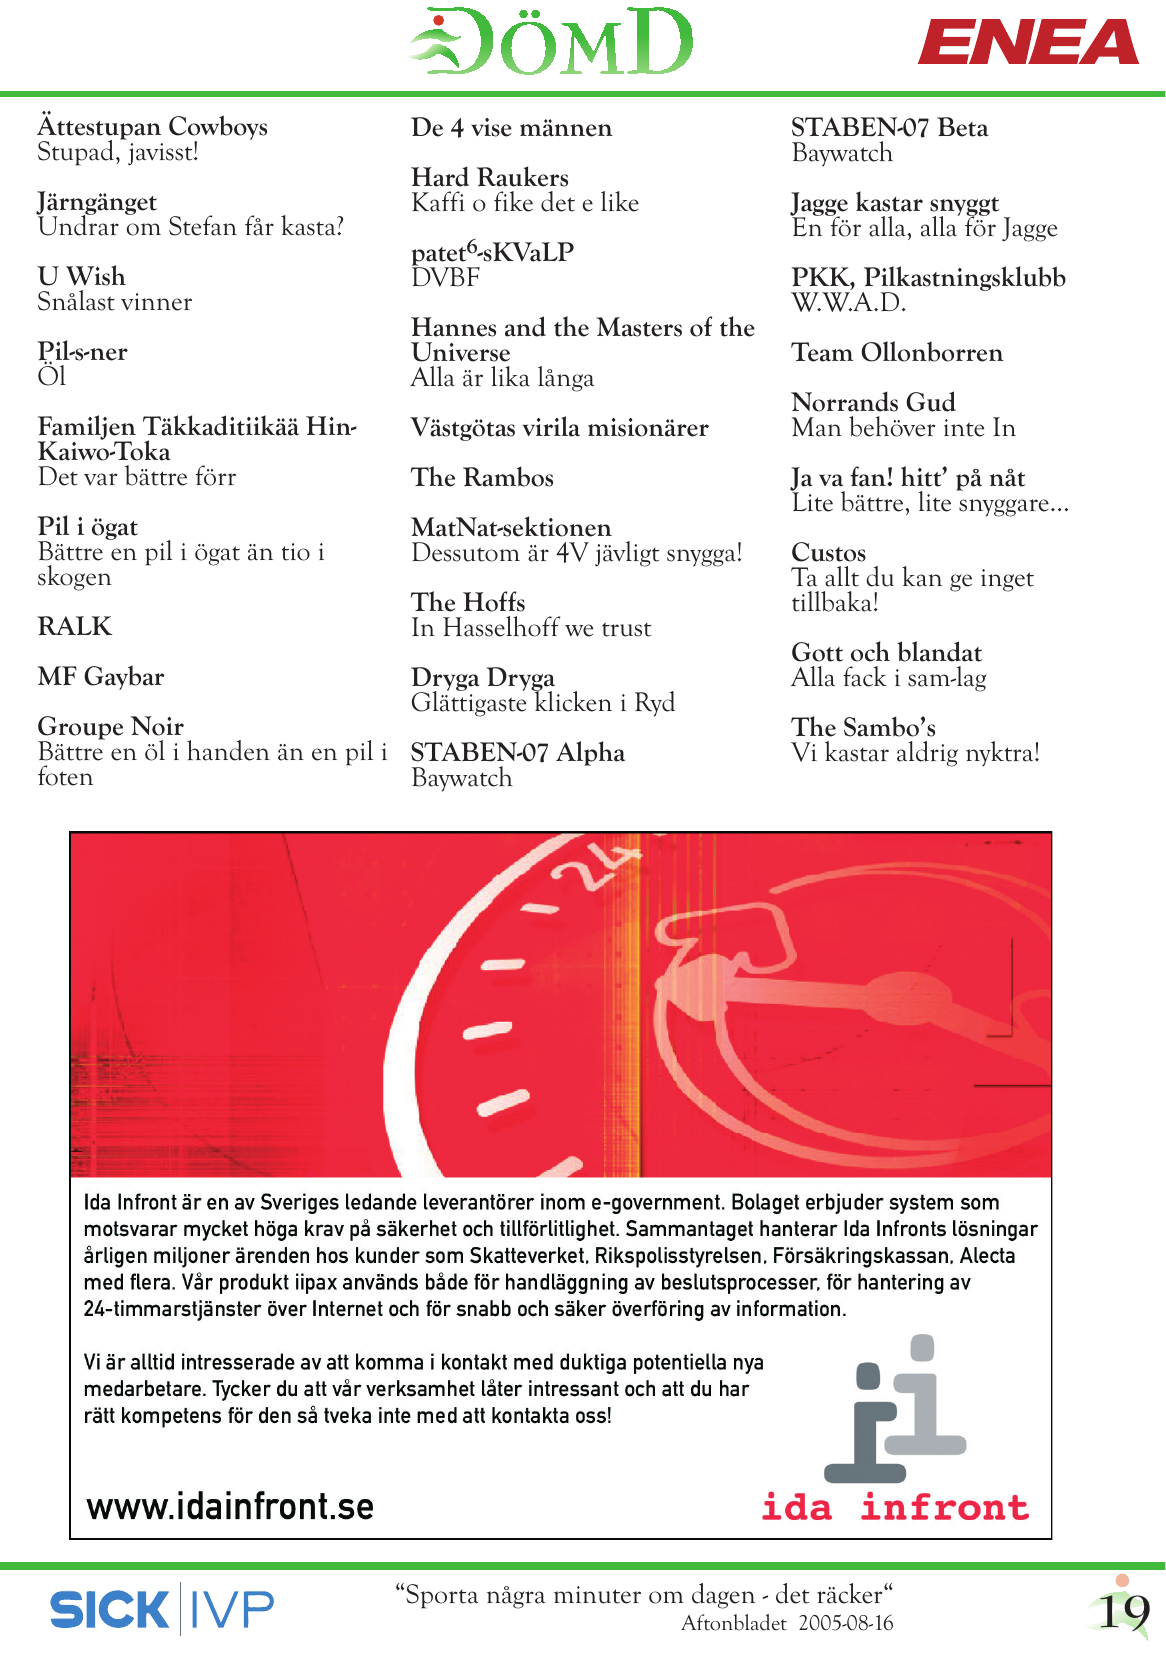 DÖMD
ENEA
Ättestupan Cowboys
Stupad, javisst!
Järngänget
Undrar om Stefan får kasta?
U Wish
Snålast vinner
Pil-s-ner
Öl
Familjen Täkkaditiikää Hin-
Kaiwo-Toka
Det var bättre förr
Pil i ögat
Bättre en pil i ögat än tio i
skogen
RALK
MF Gaybar
Groupe Noir
Bättre en öl i handen än en pil i
foten
De 4 vise männen
Hard Raukers
Kaffi o fike det e like
patet⁶-sKVaLP
DVBF
Hannes and the Masters of the
Universe
Alla är lika långa
Västgötas virila misionärer
The Rambos
MatNat-sektionen
Dessutom är 4V jävligt snygga!
The Hoffs
In Hasselhoff we trust
Dryga Dryga
Glättigaste klicken i Ryd
STABEN-07 Alpha
Baywatch
STABEN-07 Beta
Baywatch
Jagge kastar snyggt
En för alla, alla för Jagge
PKK, Pilkastningsklubb
W.W.A.D.
Team Ollonborren
Norrands Gud
Man behöver inte In
Ja va fan! hitt’ på nåt
Lite bättre, lite snyggare...
Custos
Ta allt du kan ge inget
tillbaka!
Gott och blandat
Alla fack i sam-lag
The Sambo’s
Vi kastar aldrig nyktra!
24
Ida Infront är en av Sveriges ledande leverantörer inom e-government. Bolaget erbjuder system som
motsvarar mycket höga krav på säkerhet och tillförlitlighet. Sammantaget hanterar Ida Infronts lösningar
årligen miljoner ärenden hos kunder som Skatteverket, Rikspolisstyrelsen, Försäkringskassan, Alecta
med flera. Vår produkt iipax används både för handläggning av beslutsprocesser, för hantering av
24-timmarstjänster över Internet och för snabb och säker överföring av information.
Vi är alltid intresserade av att komma i kontakt med duktiga potentiella nya
medarbetare. Tycker du att vår verksamhet låter intressant och att du har
rätt kompetens för den så tveka inte med att kontakta oss!
www.idainfront.se
ida infront
SICK IVP
“Sporta några minuter om dagen - det räcker“
Aftonbladet 2005-08-16
19